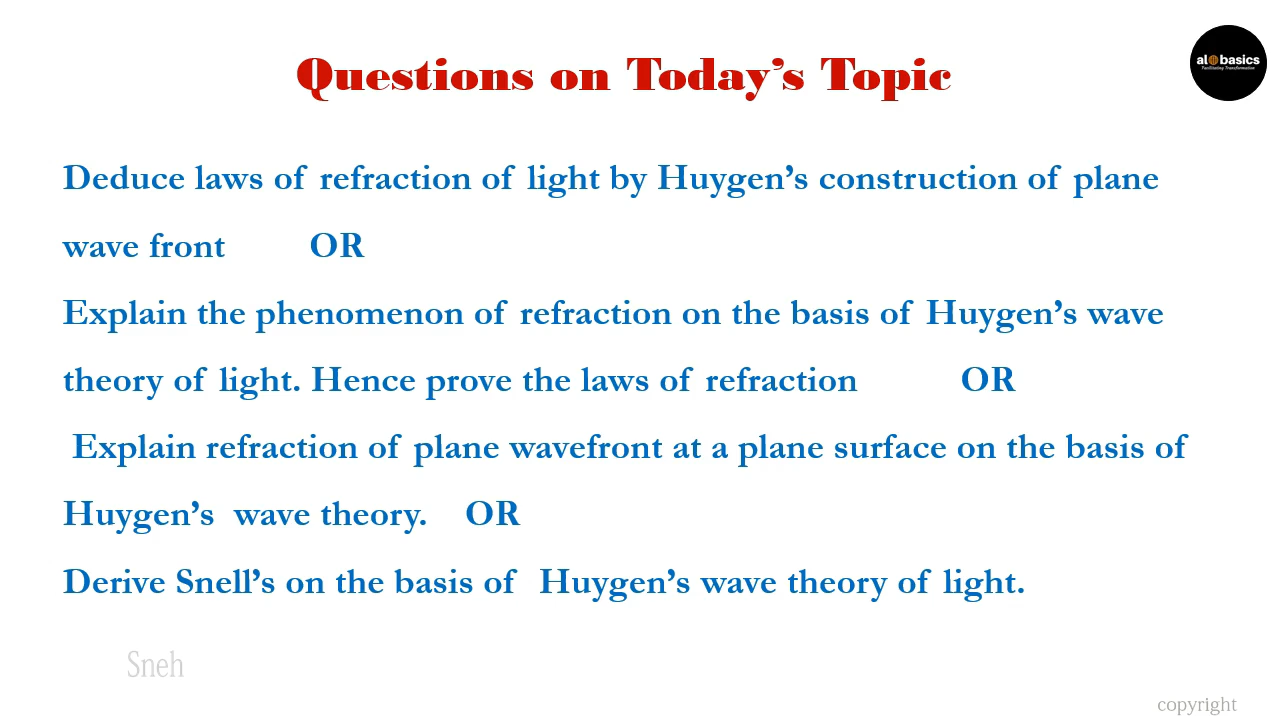 Questions on Today's Topic
al basics
Facilitating Transformation
Deduce laws of refraction of light by Huygen's construction of plane
wave front OR
Explain the phenomenon of refraction on the basis of Huygen's wave
theory of light. Hence prove the laws of refraction OR
Explain refraction of plane wavefront at a plane surface on the basis of
Huygen's wave theory. OR
Derive Snell's on the basis of Huygen's wave theory of light.
Sneh
copyright